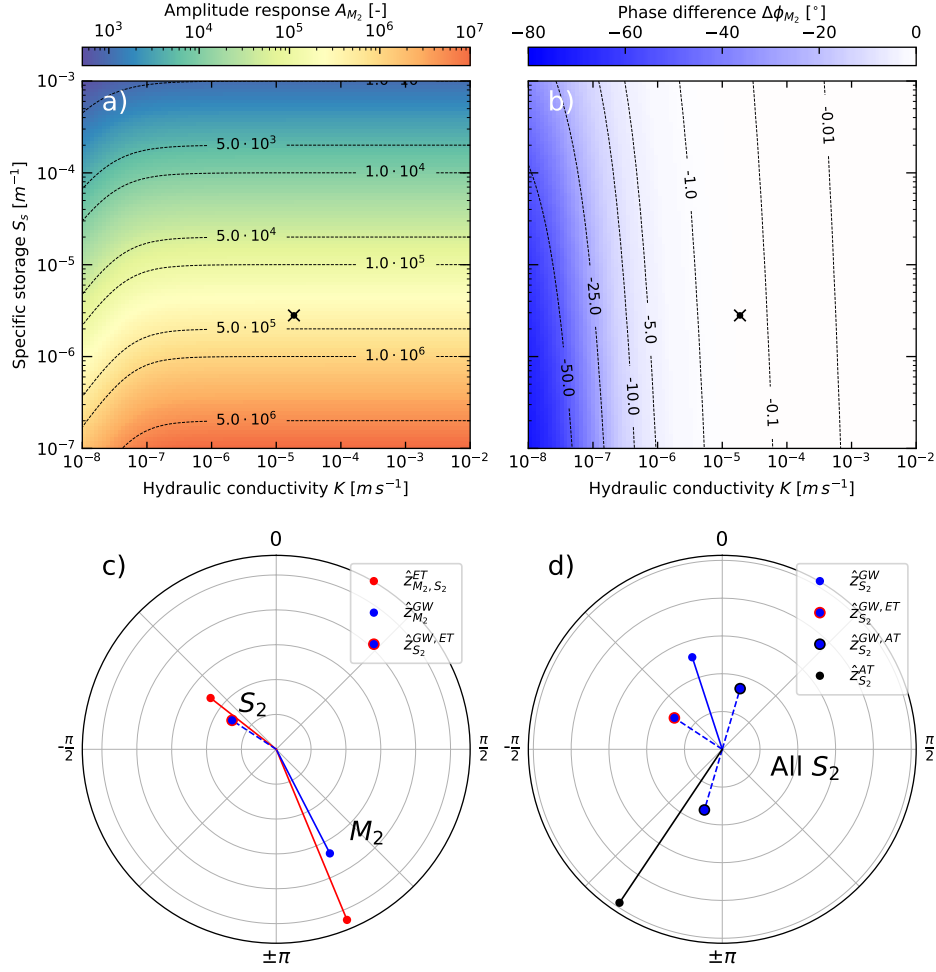 Amplitude response A_{M_2} [-]
10^3 10^4 10^5 10^6 10^7
a)
5.0 · 10^3
1.0 · 10^4
5.0 · 10^4
1.0 · 10^5
5.0 · 10^5
1.0 · 10^6
5.0 · 10^6
10^{-3}
10^{-4}
10^{-5}
10^{-6}
10^{-7}
Specific storage S_s [m^{-1}]
10^{-8} 10^{-7} 10^{-6} 10^{-5} 10^{-4} 10^{-3} 10^{-2}
Hydraulic conductivity K [m s^{-1}]
Phase difference Δϕ_{M_2} [°]
−80 −60 −40 −20 0
b)
-0.01
-1.0
-25.0
-5.0
-50.0
-10.0
-0.1
10^{-8} 10^{-7} 10^{-6} 10^{-5} 10^{-4} 10^{-3} 10^{-2}
Hydraulic conductivity K [m s^{-1}]
c)
0
ẑ^{ET}_{M_2, S_2}
ẑ^{GW}_{M_2}
ẑ^{GW, ET}_{S_2}
S_2
-π/2
π/2
M_2
±π
d)
0
ẑ^{GW}_{S_2}
ẑ^{GW, ET}_{S_2}
ẑ^{GW, AT}_{S_2}
ẑ^{AT}_{S_2}
-π/2
π/2
All S_2
±π